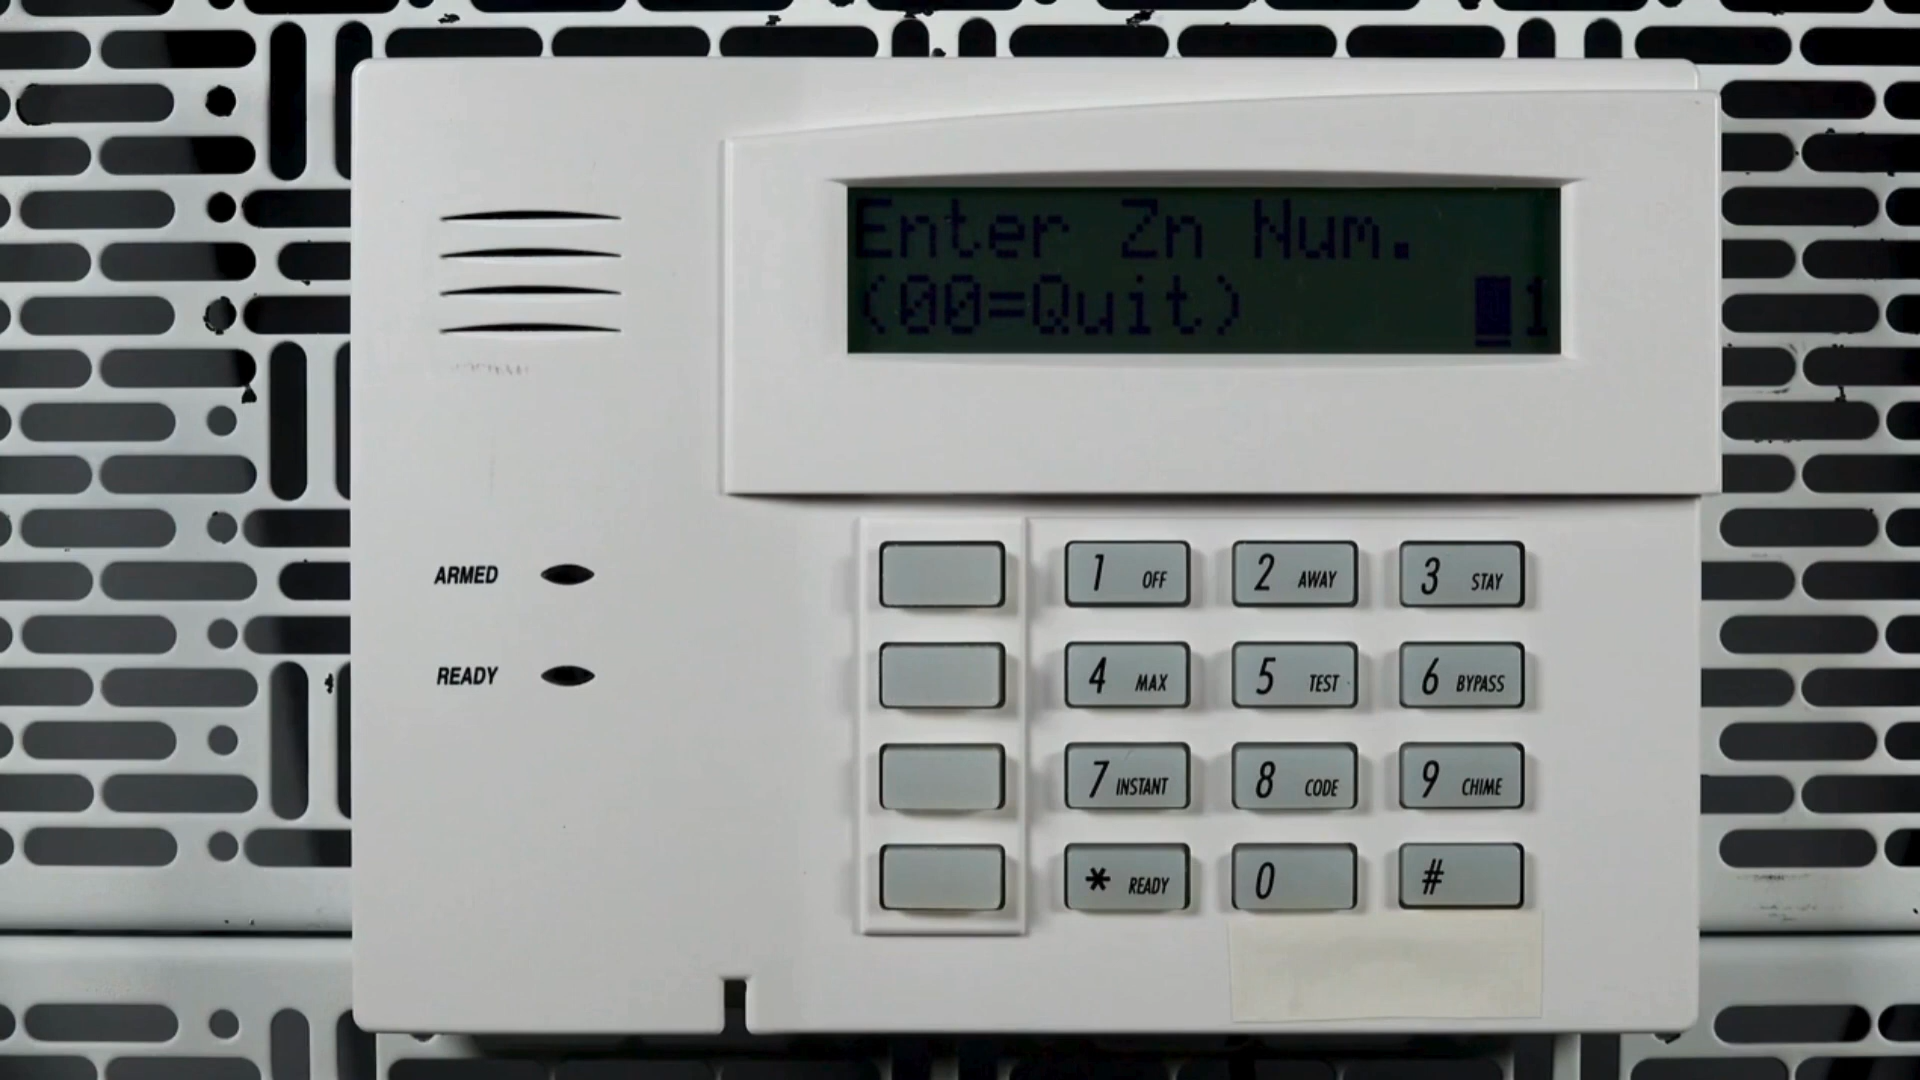 Enter Zn Num.
(00=Quit) 1
ARMED
READY
1 OFF
2 AWAY
3 STAY
4 MAX
5 TEST
6 BYPASS
7 INSTANT
8 CODE
9 CHIME
* READY
0
#